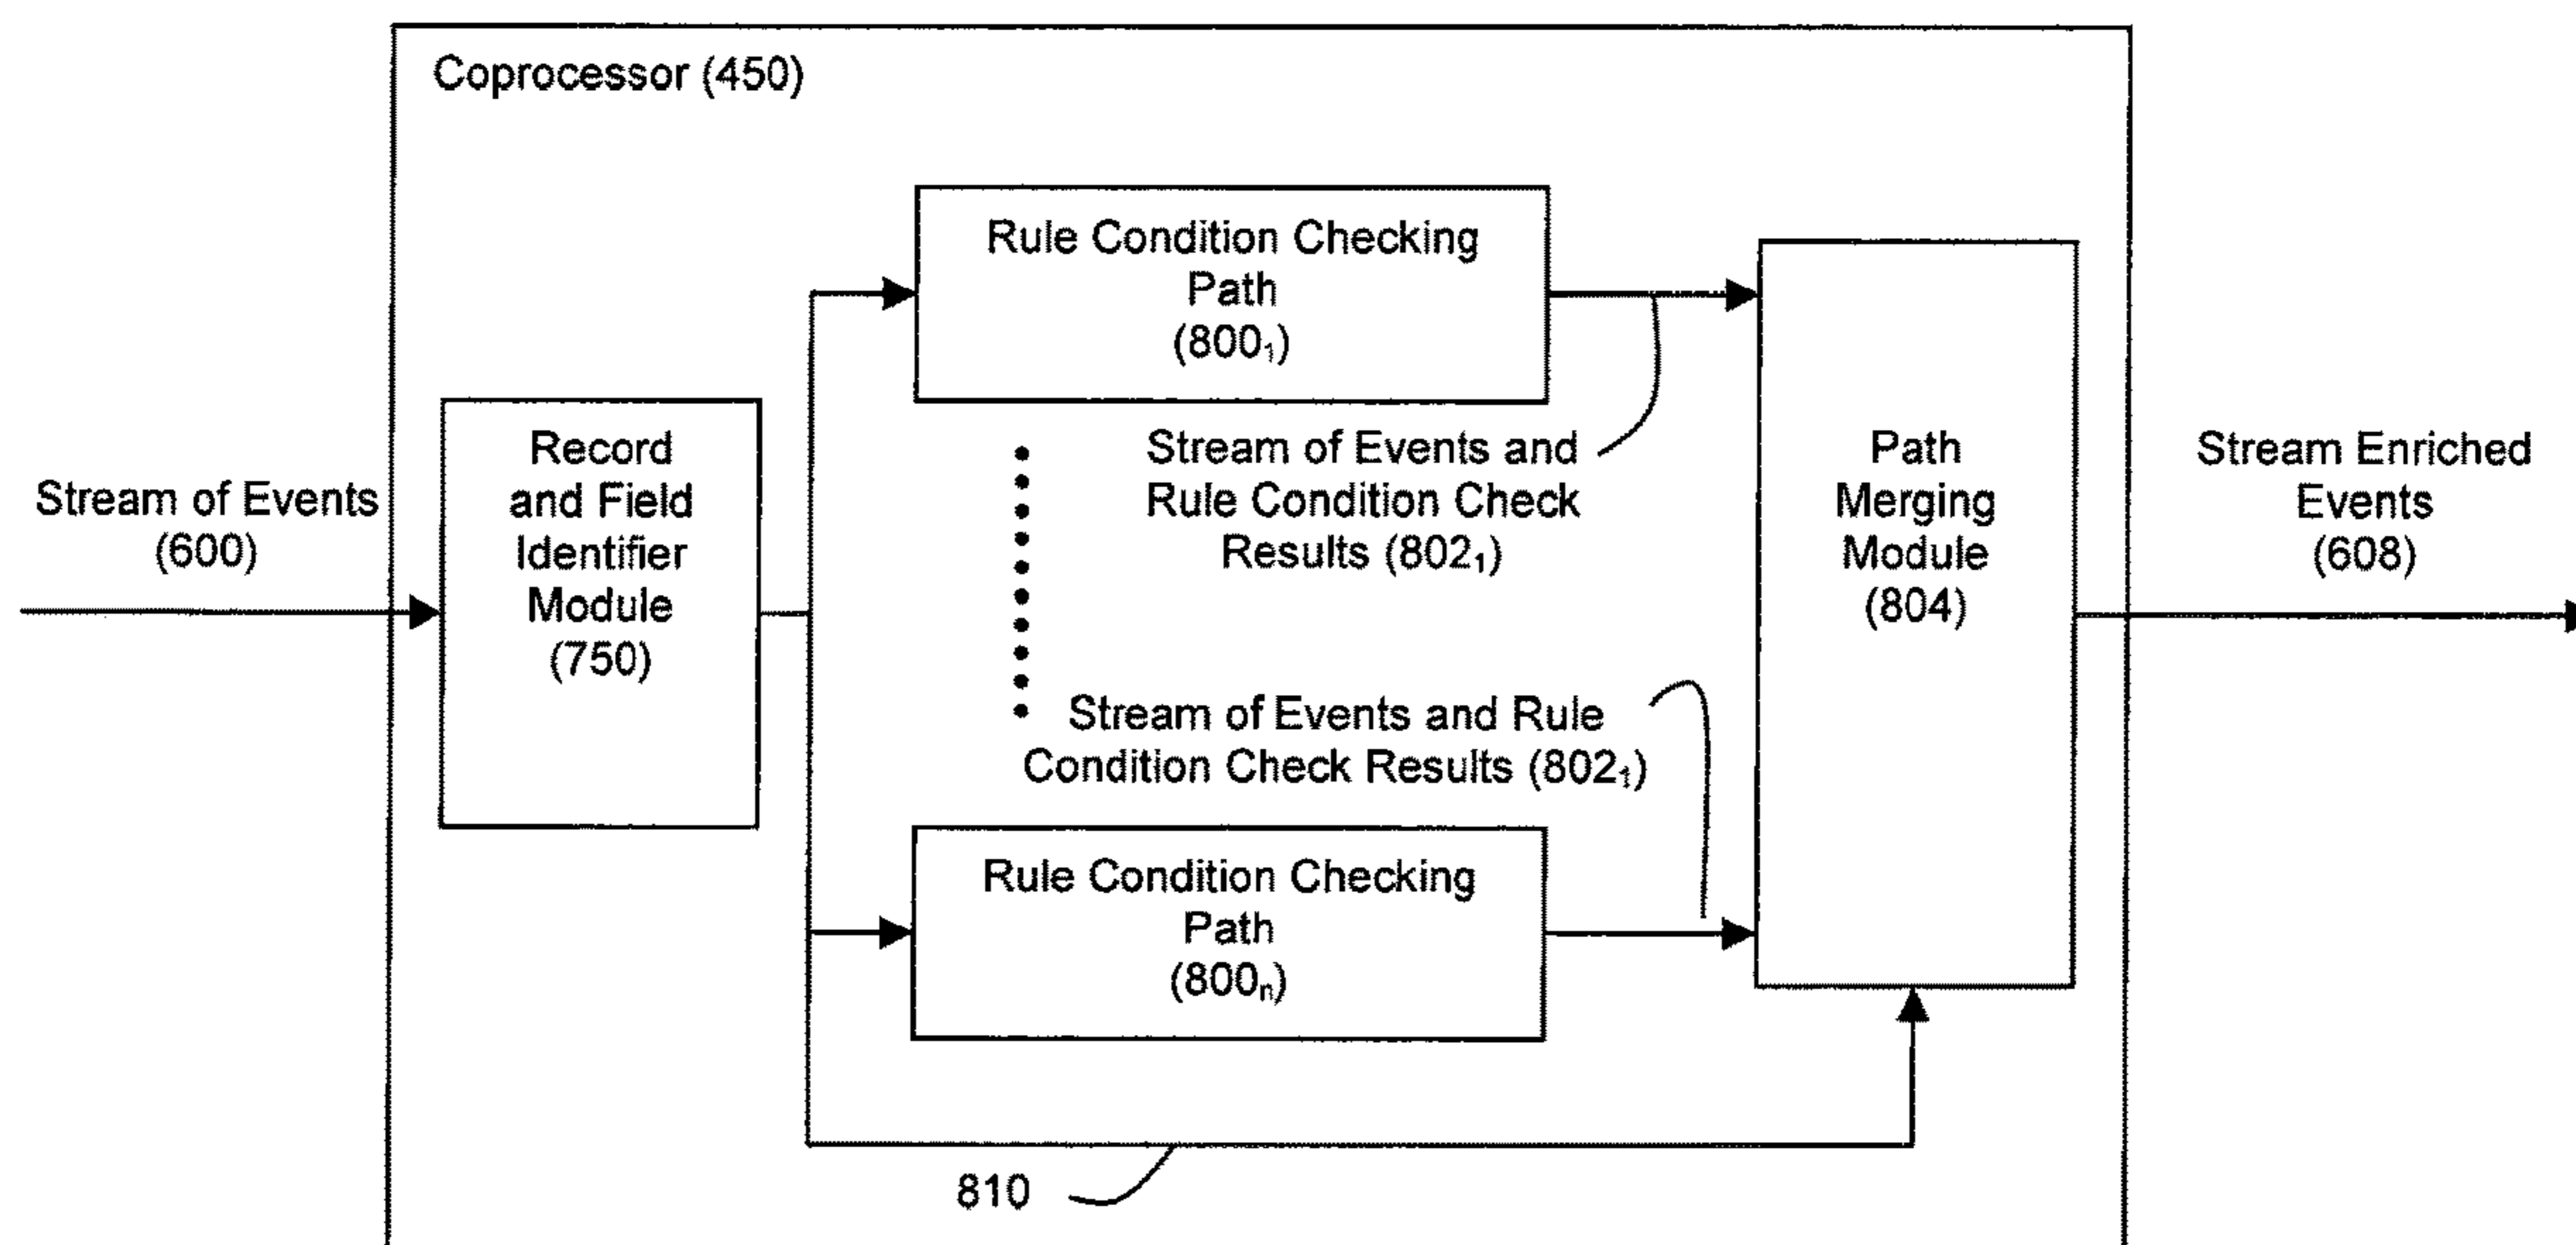 Coprocessor (450)
Stream of Events
(600)
Record
and Field
Identifier
Module
(750)
Rule Condition Checking
Path
(800₁)
Stream of Events and
Rule Condition Check
Results (802₁)
Stream of Events and Rule
Condition Check Results (802₁)
Rule Condition Checking
Path
(800ₙ)
810
Path
Merging
Module
(804)
Stream Enriched
Events
(608)